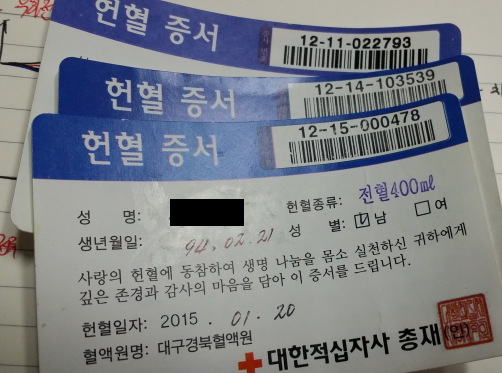 헌혈 증서
12-11-022793
헌혈 증서
12-14-103539
헌혈 증서
12-15-000478
성 명:
헌혈종류: 전혈400ml
생년월일: 94.02.21 성 별: ☑남 □여
사랑의 헌혈에 동참하여 생명 나눔을 몸소 실천하신 귀하에게
깊은 존경과 감사의 마음을 담아 이 증서를 드립니다.
헌혈일자: 2015 . 01 . 20
혈액원명: 대구경북혈액원
대한적십자사 총재(인)